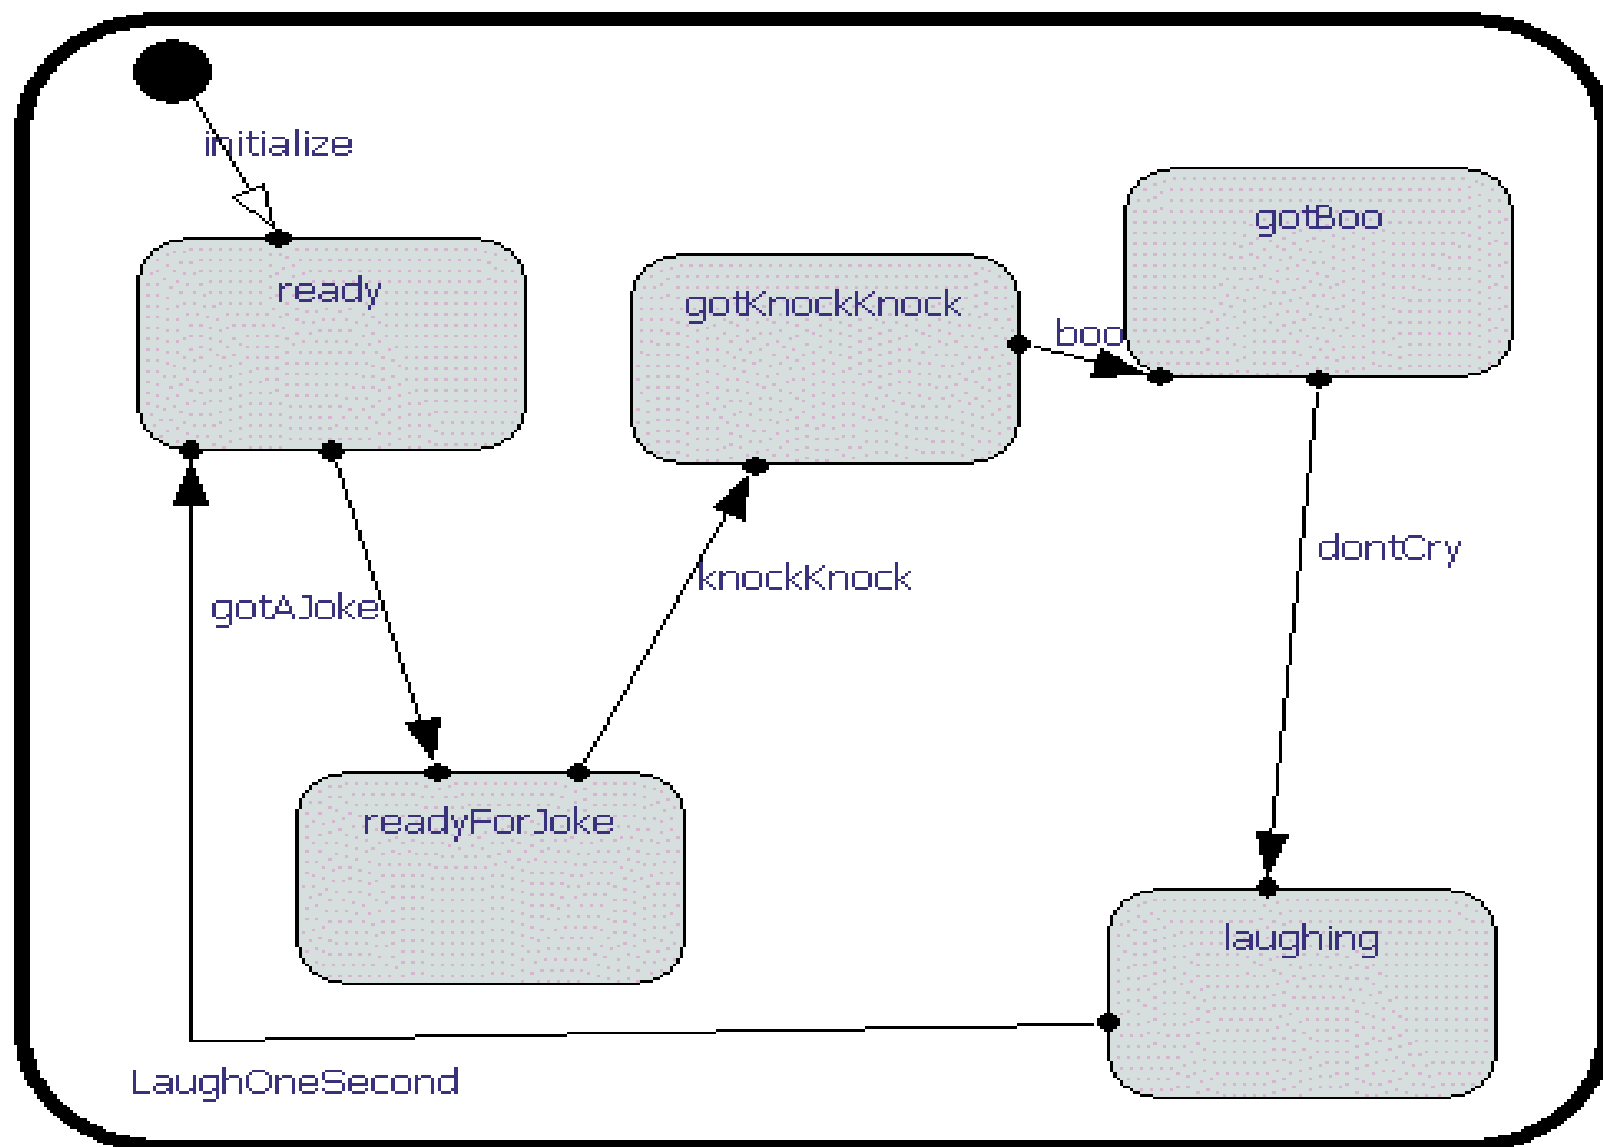 initialize
gotBoo
ready
gotKnockKnock
boo
dontCry
knockKnock
gotAJoke
readyForJoke
laughing
LaughOneSecond